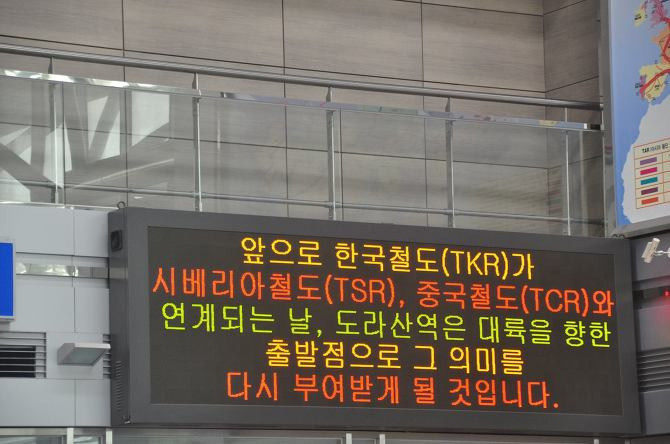 앞으로 한국철도(TKR)가
시베리아철도(TSR), 중국철도(TCR)와
연계되는 날, 도라산역은 대륙을 향한
출발점으로 그 의미를
다시 부여받게 될 것입니다.